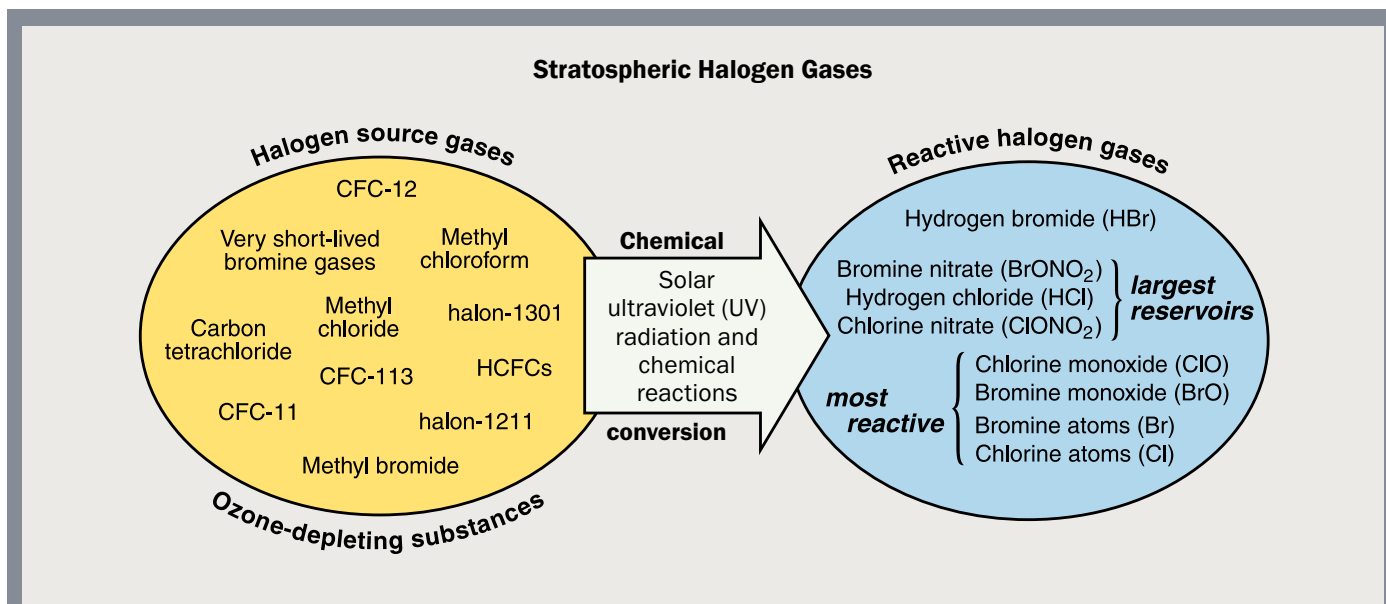 Stratospheric Halogen Gases
Halogen source gases
CFC-12
Very short-lived
bromine gases
Methyl
chloroform
Methyl
chloride
halon-1301
Carbon
tetrachloride
CFC-113
HCFCs
CFC-11
halon-1211
Methyl bromide
Ozone-depleting substances
Chemical
Solar
ultraviolet (UV)
radiation and
chemical
reactions
conversion
Reactive halogen gases
Hydrogen bromide (HBr)
Bromine nitrate (BrONO₂)
Hydrogen chloride (HCl)
Chlorine nitrate (ClONO₂)
largest
reservoirs
most
reactive
Chlorine monoxide (ClO)
Bromine monoxide (BrO)
Bromine atoms (Br)
Chlorine atoms (Cl)